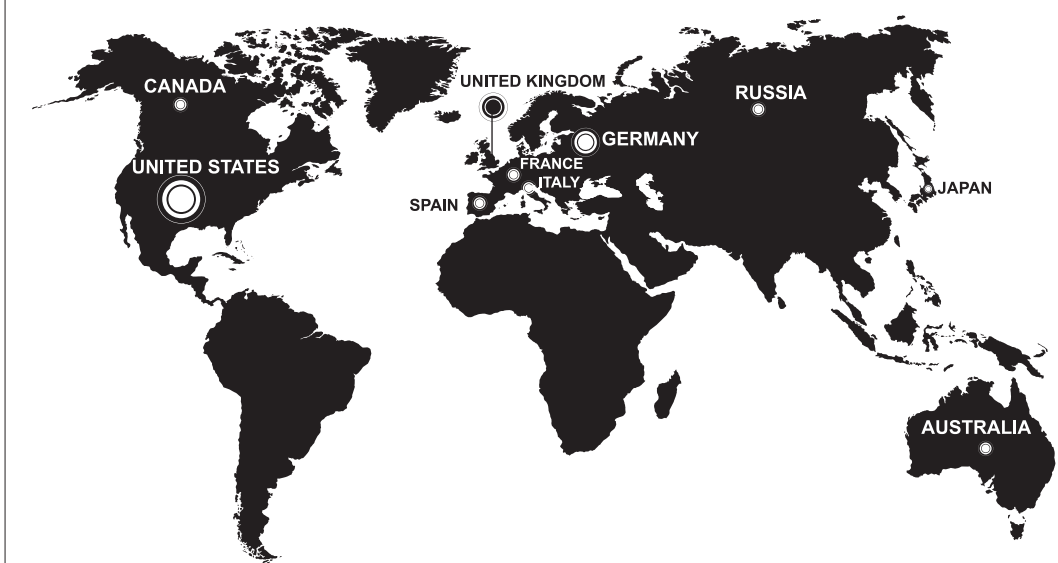 UNITED KINGDOM
CANADA
RUSSIA
GERMANY
UNITED STATES
FRANCE
ITALY
JAPAN
SPAIN
AUSTRALIA